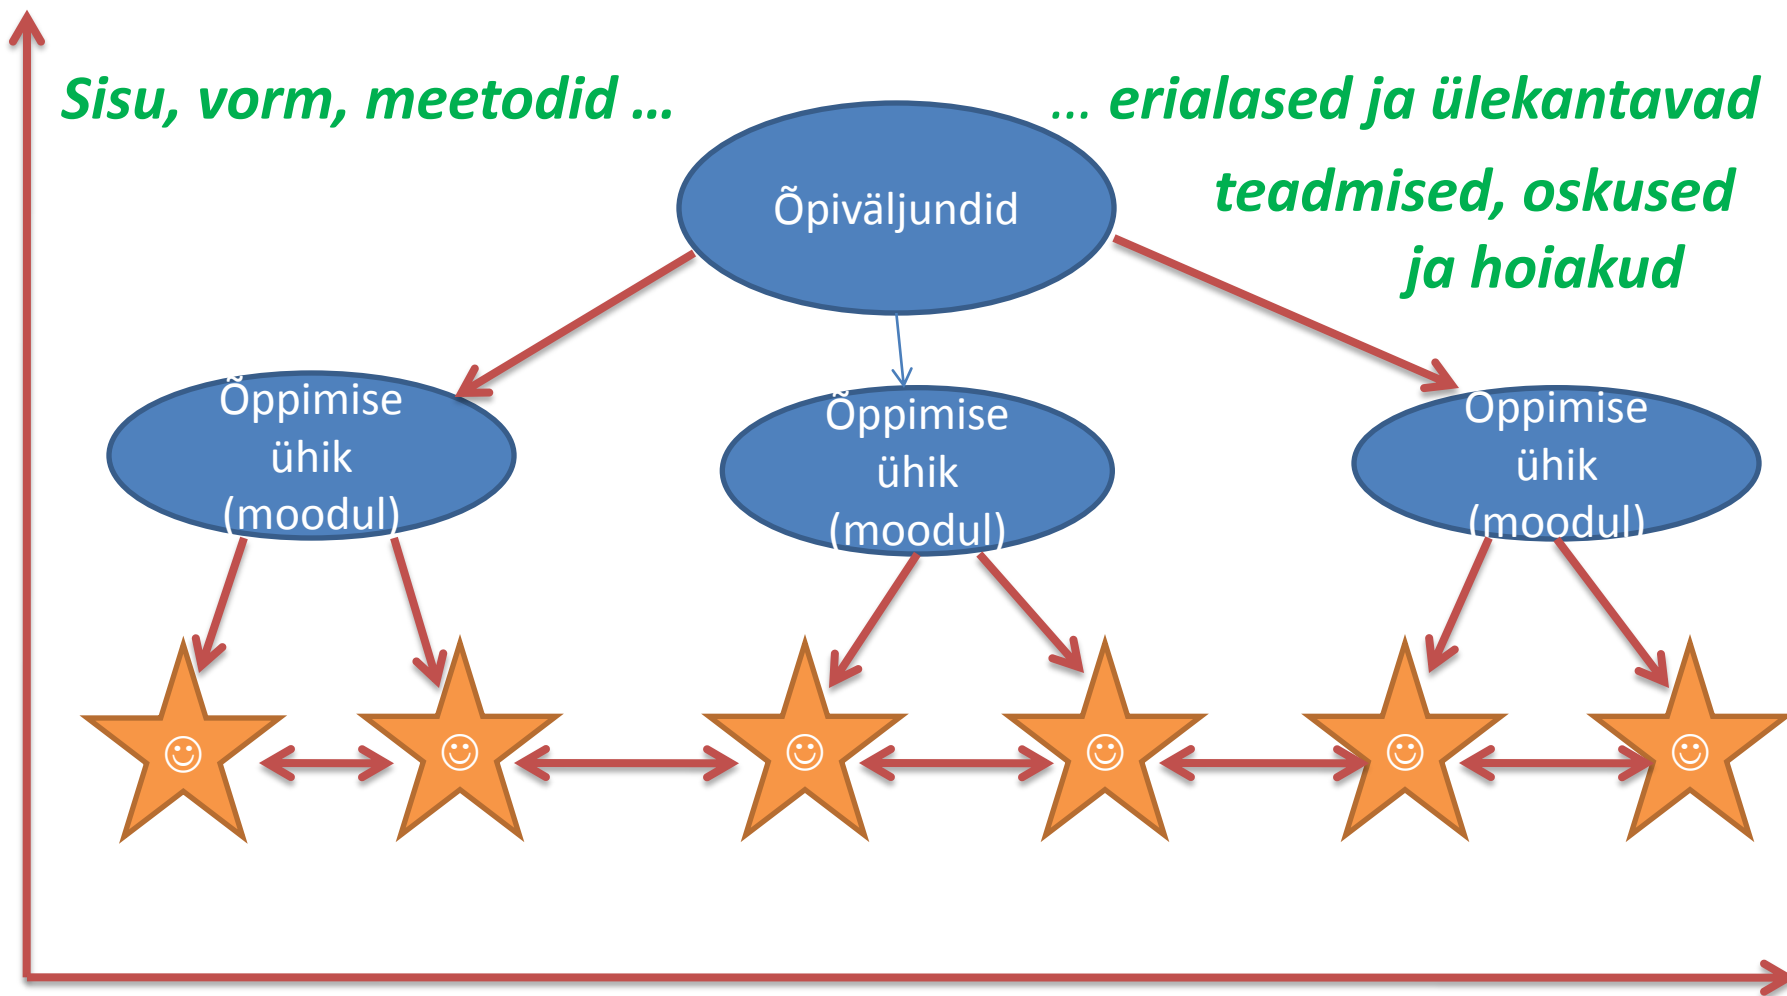 Sisu, vorm, meetodid …
... erialased ja ülekantavad
teadmised, oskused
ja hoiakud
Õpiväljundid
Õppimise
ühik
(moodul)
Õppimise
ühik
(moodul)
Õppimise
ühik
(moodul)